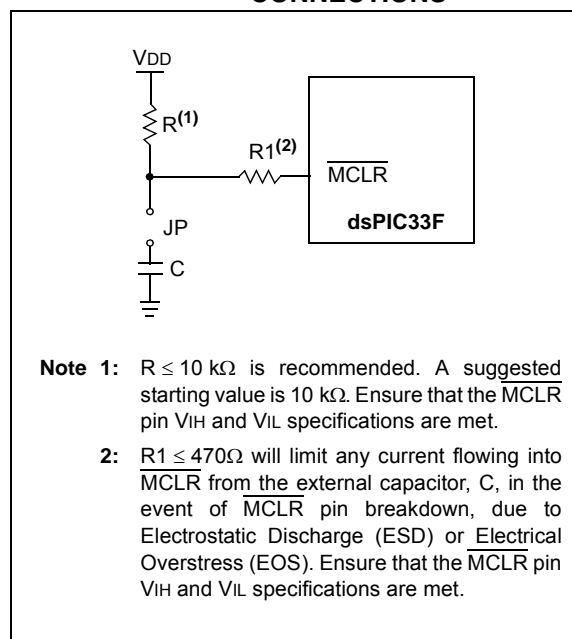 CONNECTIONS
VDD
R(1)
R1(2)
MCLR
dsPIC33F
JP
C
Note 1: R ≤ 10 kΩ is recommended. A suggested
starting value is 10 kΩ. Ensure that the MCLR
pin VIH and VIL specifications are met.
2: R1 ≤ 470Ω will limit any current flowing into
MCLR from the external capacitor, C, in the
event of MCLR pin breakdown, due to
Electrostatic Discharge (ESD) or Electrical
Overstress (EOS). Ensure that the MCLR pin
VIH and VIL specifications are met.